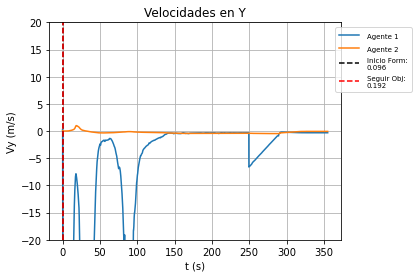 Velocidades en Y
Vy (m/s)
20
15
10
5
0
−5
−10
−15
−20
0
50
100
150
200
250
300
350
t (s)
Agente 1
Agente 2
Inicio Form:
0.096
Seguir Obj:
0.192